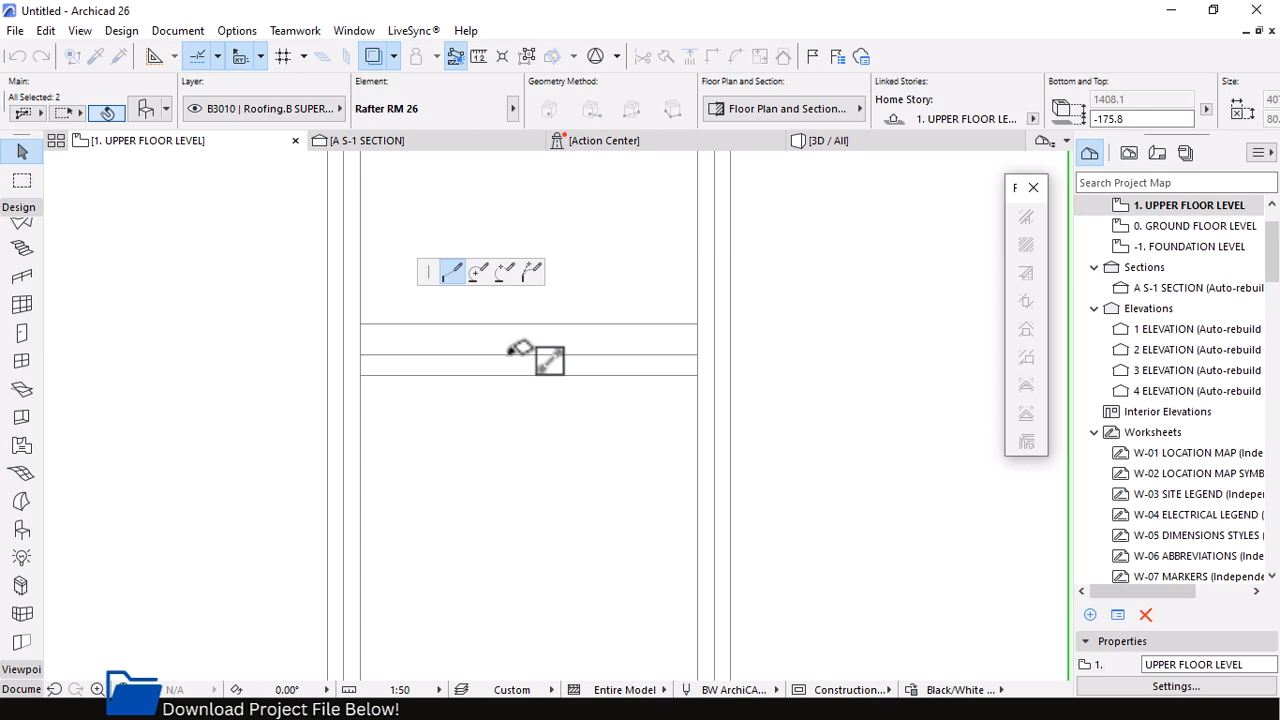 Untitled - Archicad 26
File Edit View Design Document Options Teamwork Window LiveSync® Help
Main: Layer: Element: Geometry Method: Floor Plan and Section: Linked Stories: Bottom and Top: Size:
All Selected: 2
B3010 | Roofing.B SUPER...
Rafter RM 26
Floor Plan and Section...
Home Story:
1. UPPER FLOOR LE...
1408.1
-175.8
[1. UPPER FLOOR LEVEL]
[A S-1 SECTION]
[Action Center]
[3D / All]
Search Project Map
Design
1. UPPER FLOOR LEVEL
0. GROUND FLOOR LEVEL
-1. FOUNDATION LEVEL
Sections
A S-1 SECTION (Auto-rebuil
Elevations
1 ELEVATION (Auto-rebuild
2 ELEVATION (Auto-rebuild
3 ELEVATION (Auto-rebuild
4 ELEVATION (Auto-rebuild
Interior Elevations
Worksheets
W-01 LOCATION MAP (Inde
W-02 LOCATION MAP SYMB
W-03 SITE LEGEND (Indepen
W-04 ELECTRICAL LEGEND (
W-05 DIMENSIONS STYLES
W-06 ABBREVIATIONS (Inde
W-07 MARKERS (Independe
Properties
1. UPPER FLOOR LEVEL
Settings...
Viewpoi
Docume
N/A 0.00° 1:50 Custom Entire Model BW ArchiCA... Construction... Black/White ...
Download Project File Below!